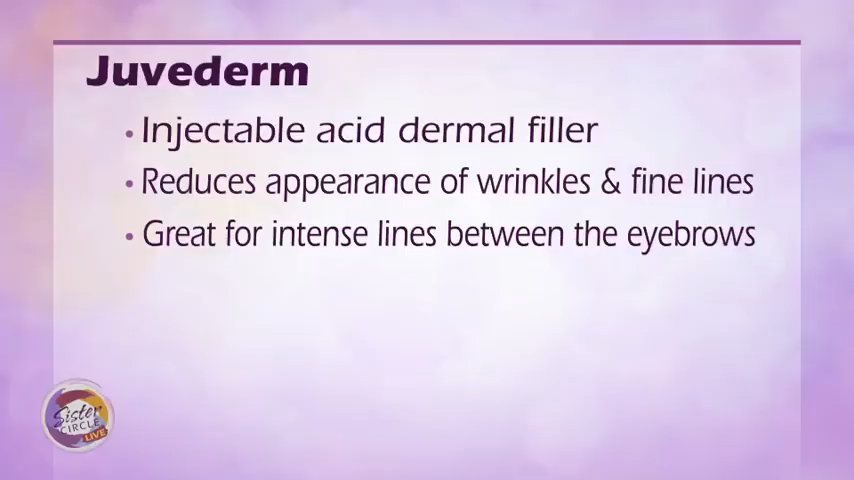 Juvederm
• Injectable acid dermal filler
• Reduces appearance of wrinkles & fine lines
• Great for intense lines between the eyebrows
Sister
CIRCLE
LIVE